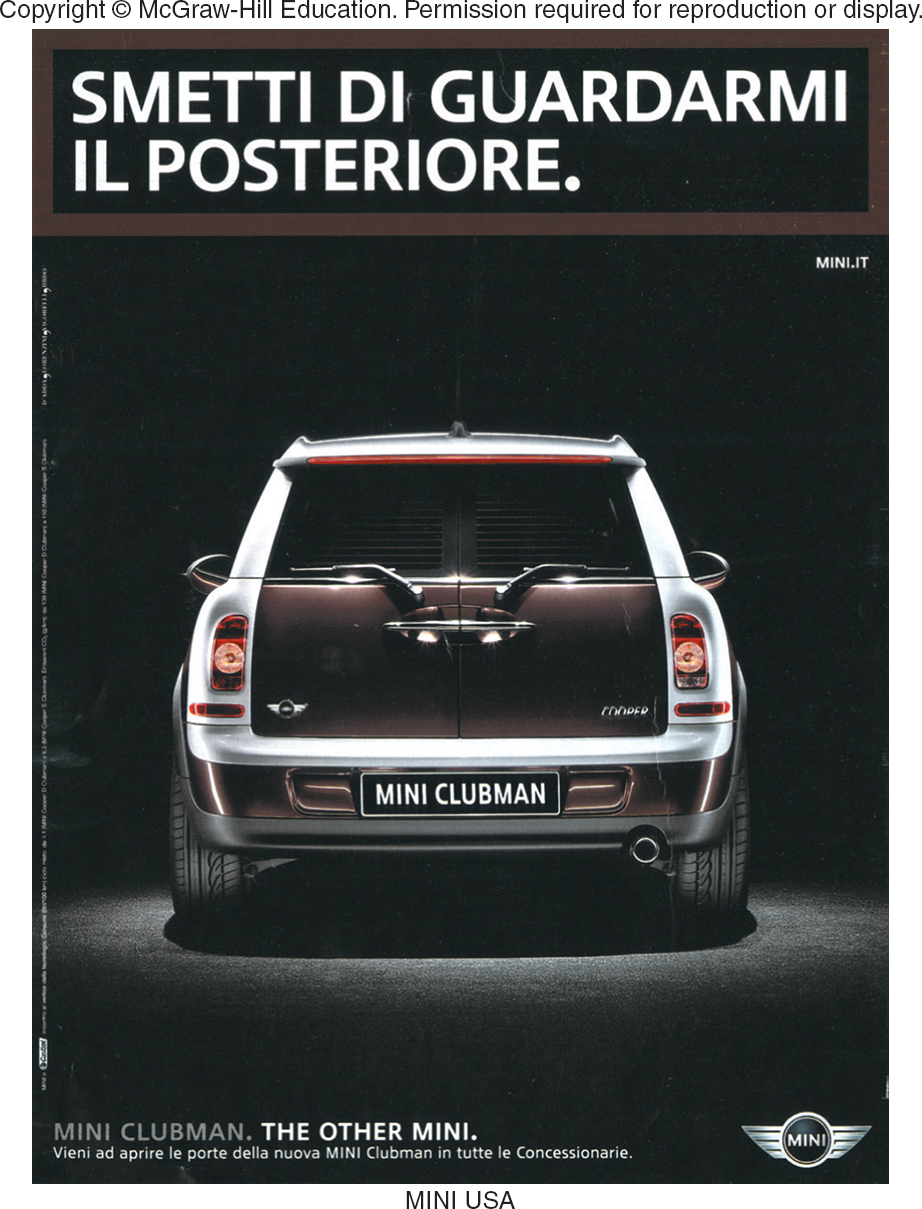 Copyright © McGraw-Hill Education. Permission required for reproduction or display.
SMETTI DI GUARDARMI
IL POSTERIORE.
MINI.IT
COOPER
MINI CLUBMAN
MINI CLUBMAN. THE OTHER MINI.
Vieni ad aprire le porte della nuova MINI Clubman in tutte le Concessionarie.
MINI
MINI USA